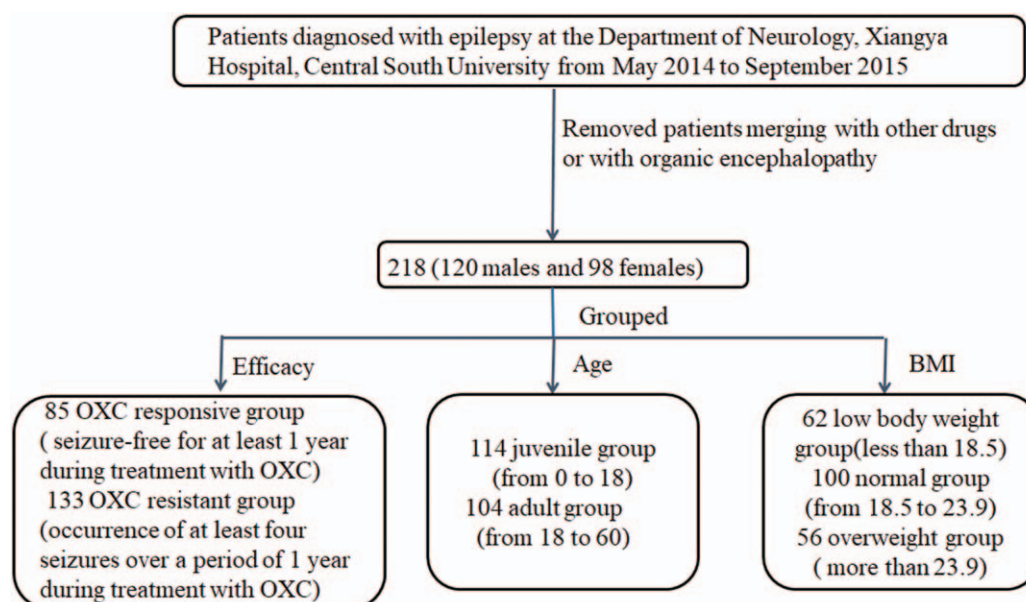 Patients diagnosed with epilepsy at the Department of Neurology, Xiangya
Hospital, Central South University from May 2014 to September 2015
Removed patients merging with other drugs
or with organic encephalopathy
218 (120 males and 98 females)
Grouped
Efficacy
Age
BMI
85 OXC responsive group
( seizure-free for at least 1 year
during treatment with OXC)
133 OXC resistant group
(occurrence of at least four
seizures over a period of 1 year
during treatment with OXC)
114 juvenile group
(from 0 to 18)
104 adult group
(from 18 to 60)
62 low body weight
group(less than 18.5)
100 normal group
(from 18.5 to 23.9)
56 overweight group
( more than 23.9)